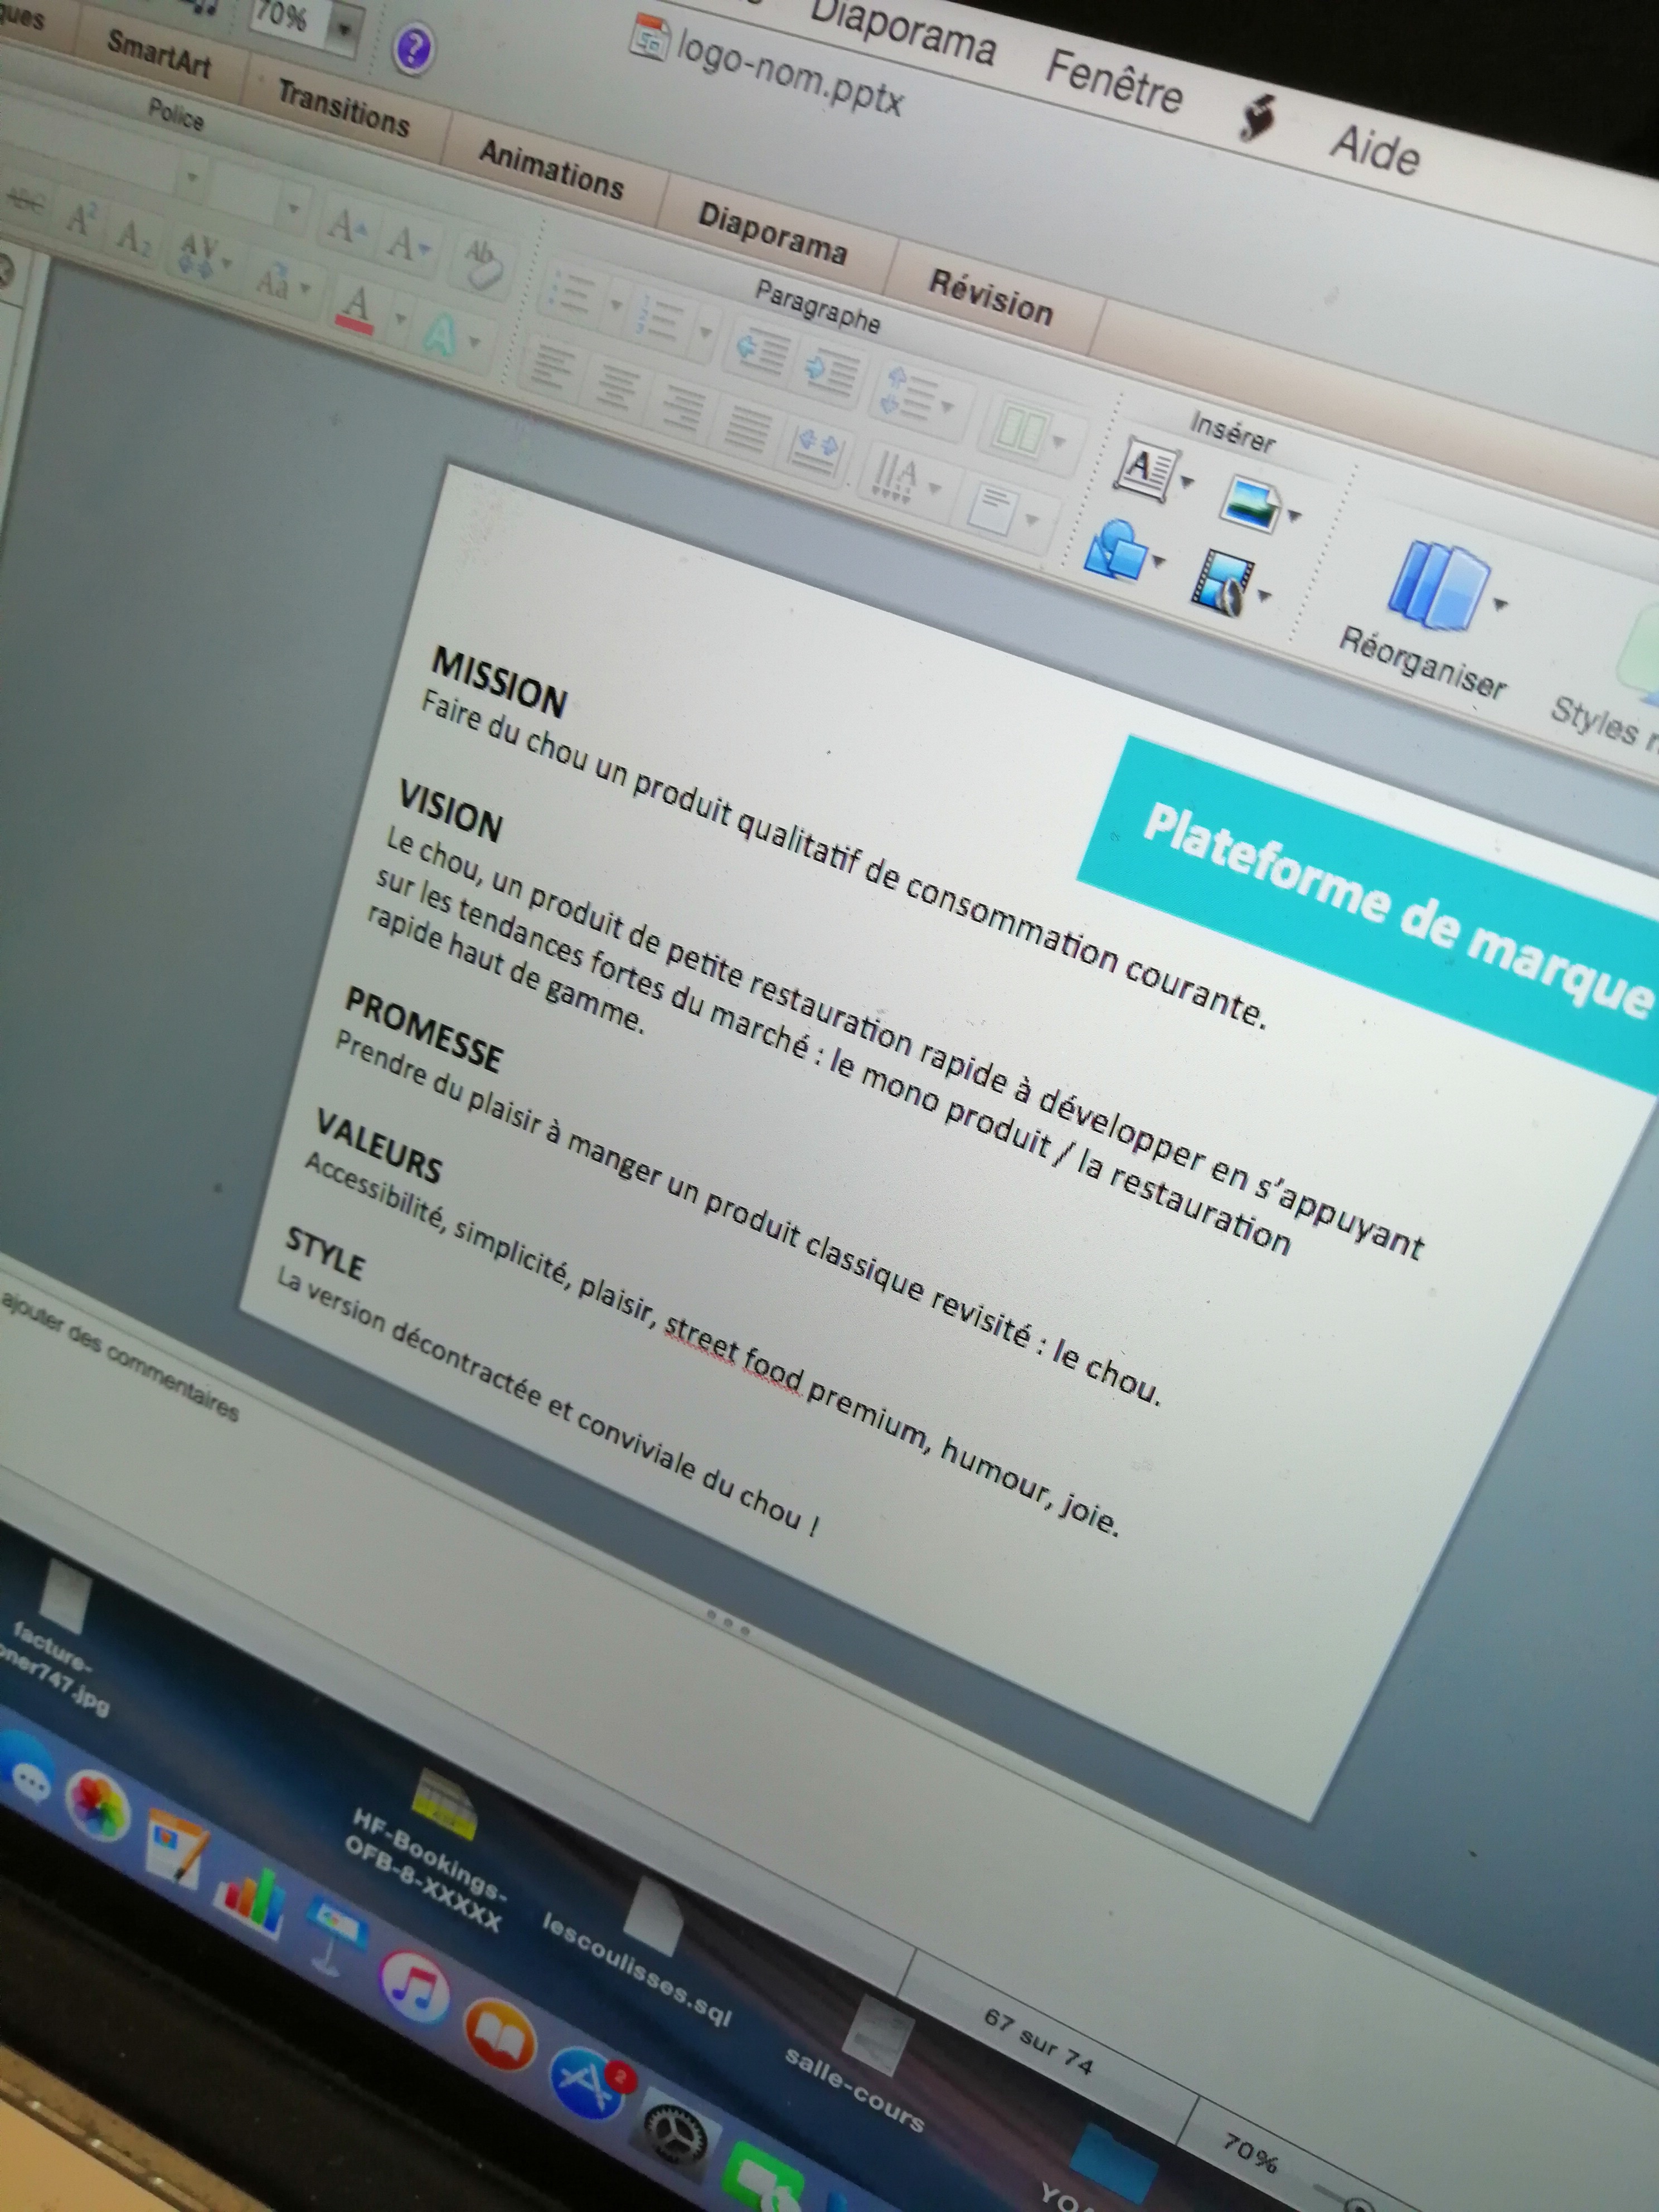 Diaporama Fenêtre Aide
70%
logo-nom.pptx
SmartArt Transitions Animations Diaporama Révision
Police Paragraphe Insérer
Réorganiser
Styles
Plateforme de marque
MISSION
Faire du chou un produit qualitatif de consommation courante.
VISION
Le chou, un produit de petite restauration rapide à développer en s'appuyant
sur les tendances fortes du marché : le mono produit / la restauration
rapide haut de gamme.
PROMESSE
Prendre du plaisir à manger un produit classique revisité : le chou.
VALEURS
Accessibilité, simplicité, plaisir, street food premium, humour, joie.
STYLE
La version décontractée et conviviale du chou !
ajouter des commentaires
67 sur 74
70%
facture-
oner747.jpg
HF-Bookings-
OFB-8-XXXXX
lescoulisses.sql
salle-cours
2